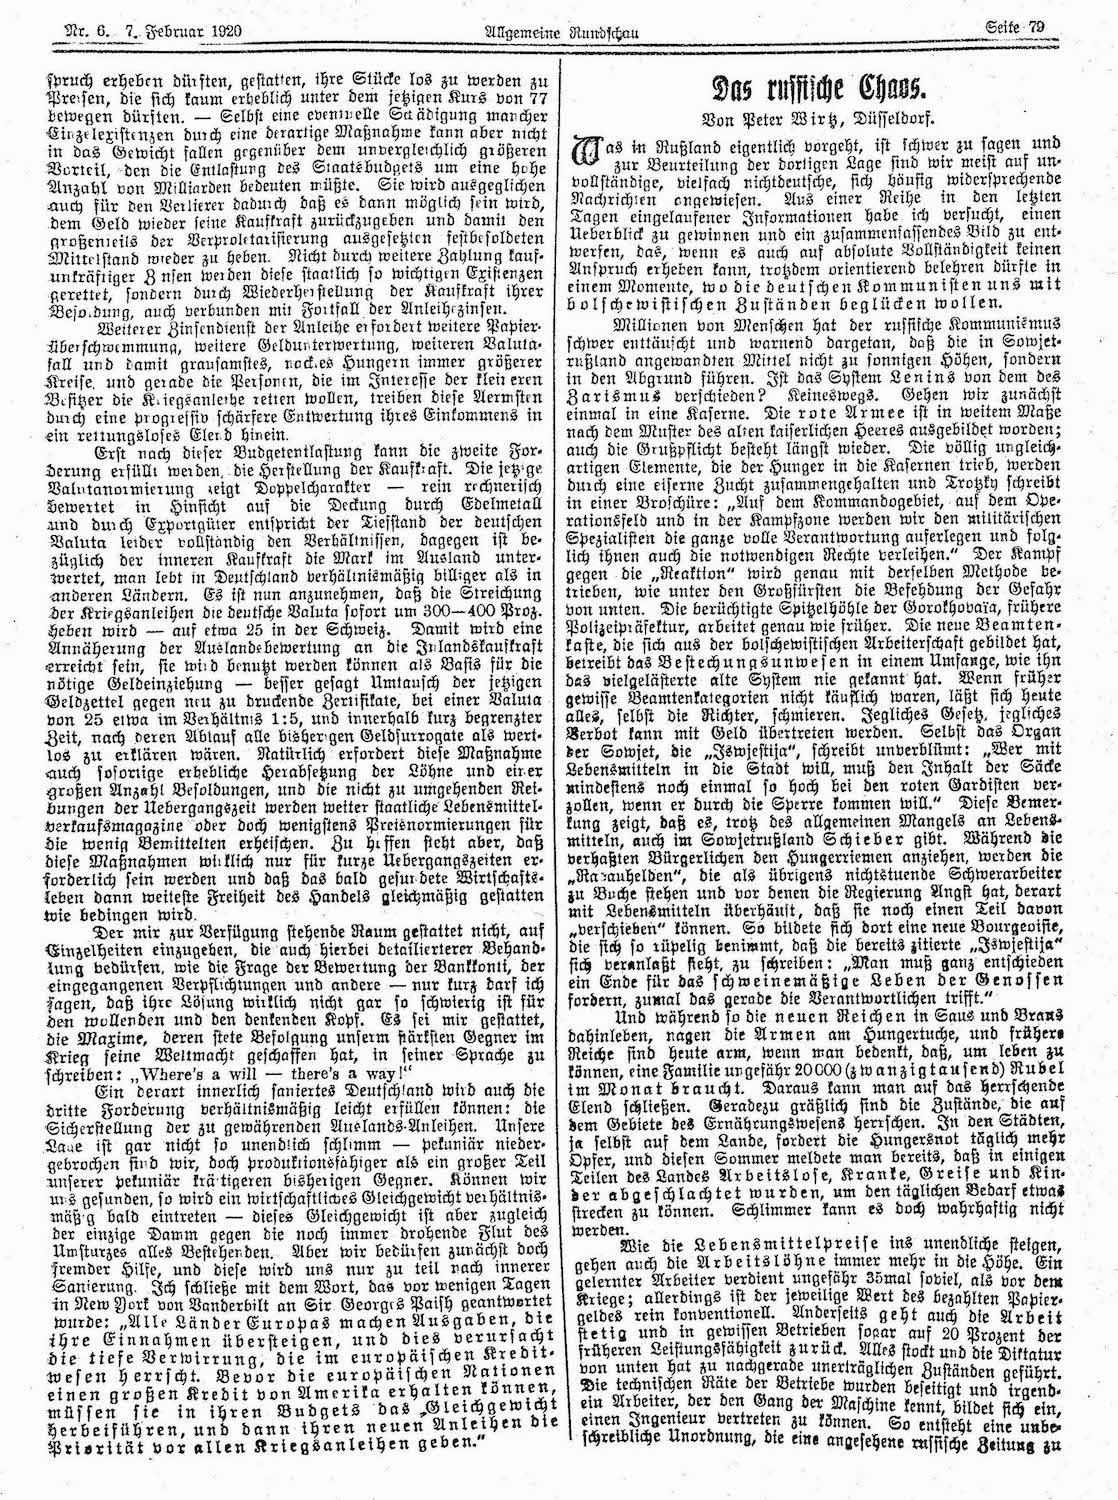 Nr. 6. 7. Februar 1920
Allgemeine Rundschau
Seite 79
spruch erheben dürften, gestatten, ihre Stücke los zu werden zu
Preisen, die sich kaum erheblich unter dem jetzigen Kurs von 77
bewegen dürften. — Selbst eine eventuelle Schädigung mancher
Einzelexistenzen durch eine derartige Maßnahme kann aber nicht
in das Gewicht fallen gegenüber dem unvergleichlich größeren
Vorteil, den die Entlastung des Staatsbudgets um eine hohe
Anzahl von Milliarden bedeuten müßte. Sie wird ausgeglichen
auch für den Verlierer dadurch daß es dann möglich sein wird,
dem Geld wieder seine Kaufkraft zurückzugeben und damit den
großenteils der Verproletarisierung ausgesetzten festbesoldeten
Mittelstand wieder zu heben. Nicht durch weitere Zahlung kauf-
unkräftiger Zinsen werden diese staatlich so wichtigen Existenzen
gerettet, sondern durch Wiederherstellung der Kaufkraft ihrer
Besoldung, auch verbunden mit Fortfall der Anleihezinsen.
Weiterer Zinsendienst der Anleihe erfordert weitere Papier-
überschwemmung, weitere Geldunterwertung, weiteren Valuta-
fall und damit grausamstes, nacktes Hungern immer größerer
Kreise, und gerade die Personen, die im Interesse der kleineren
Besitzer die Kriegsanleihe retten wollen, treiben diese Aermsten
durch eine progressiv schärfere Entwertung ihres Einkommens in
ein rettungsloses Elend hinein.
Erst nach dieser Budgetentlastung kann die zweite For-
derung erfüllt werden, die Herstellung der Kaufkraft. Die jetzige
Valutanormierung zeigt Doppelcharakter — rein rechnerisch
bewertet in Hinsicht auf die Deckung durch Edelmetall
und durch Exportgüter entspricht der Tiefstand der deutschen
Valuta leider vollständig den Verhältnissen, dagegen ist be-
züglich der inneren Kaufkraft die Mark im Ausland unter-
wertet, man lebt in Deutschland verhältnismäßig billiger als in
anderen Ländern. Es ist nun anzunehmen, daß die Streichung
der Kriegsanleihen die deutsche Valuta sofort um 300—400 Proz.
heben wird — auf etwa 25 in der Schweiz. Damit wird eine
Annäherung der Auslandsbewertung an die Inlandskaufkraft
erreicht sein, sie wird benutzt werden können als Basis für die
nötige Geldeinziehung — besser gesagt Umtausch der jetzigen
Geldzettel gegen neu zu druckende Zertifikate, bei einer Valuta
von 25 etwa im Verhältnis 1:5, und innerhalb kurz begrenzter
Zeit, nach deren Ablauf alle bisherigen Geldsurrogate als wert-
los zu erklären wären. Natürlich erfordert diese Maßnahme
auch sofortige erhebliche Herabsetzung der Löhne und einer
großen Anzahl Besoldungen, und die nicht zu umgehenden Rei-
bungen der Uebergangszeit werden weiter staatliche Lebensmittel-
verkaufsmagazine oder doch wenigstens Preisnormierungen für
die wenig Bemittelten erheischen. Zu hoffen steht aber, daß
diese Maßnahmen wirklich nur für kurze Uebergangszeiten er-
forderlich sein werden und daß das bald gesundete Wirtschafts-
leben dann weiteste Freiheit des Handels gleichmäßig gestatten
wie bedingen wird.
Der mir zur Verfügung stehende Raum gestattet nicht, auf
Einzelheiten einzugehen, die auch hierbei detaillierterer Behand-
lung bedürfen, wie die Frage der Bewertung der Bankkonti, der
eingegangenen Verpflichtungen und andere — nur kurz darf ich
sagen, daß ihre Lösung wirklich nicht gar so schwierig ist für
den wollenden und den denkenden Kopf. Es sei mir gestattet,
die Maxime, deren stete Befolgung unserm stärksten Gegner im
Krieg seine Weltmacht geschaffen hat, in seiner Sprache zu
schreiben: „Where's a will — there's a way!“
Ein derart innerlich saniertes Deutschland wird auch die
dritte Forderung verhältnismäßig leicht erfüllen können: die
Sicherstellung der zu gewährenden Auslands-Anleihen. Unsere
Lage ist gar nicht so unendlich schlimm — pekuniär nieder-
gebrochen sind wir, doch produktionsfähiger als ein großer Teil
unserer pekuniär kräftigeren bisherigen Gegner. Können wir
uns gesunden, so wird ein wirtschaftliches Gleichgewicht verhältnis-
mäßig bald eintreten — dieses Gleichgewicht ist aber zugleich
der einzige Damm gegen die noch immer drohende Flut des
Umsturzes alles Bestehenden. Aber wir bedürfen zunächst doch
fremder Hilfe, und diese wird uns nur zu teil nach innerer
Sanierung. Ich schließe mit dem Wort, das vor wenigen Tagen
in New York von Vanderbilt an Sir Georges Paish geantwortet
wurde: „Alle Länder Europas machen Ausgaben, die
ihre Einnahmen übersteigen, und dies verursacht
die tiefe Verwirrung, die im europäischen Kredit-
wesen herrscht. Bevor die europäischen Nationen
einen großen Kredit von Amerika erhalten können,
müssen sie in ihren Budgets das Gleichgewicht
herbeiführen, und dann ihren neuen Anleihen die
Priorität vor allen Kriegsanleihen geben.“
Das russische Chaos.
Von Peter Wirtz, Düsseldorf.
Was in Rußland eigentlich vorgeht, ist schwer zu sagen und
zur Beurteilung der dortigen Lage sind wir meist auf un-
vollständige, vielfach nichtdeutsche, sich häufig widersprechende
Nachrichten angewiesen. Aus einer Reihe in den letzten
Tagen eingelaufener Informationen habe ich versucht, einen
Ueberblick zu gewinnen und ein zusammenfassendes Bild zu ent-
werfen, das, wenn es auch auf absolute Vollständigkeit keinen
Anspruch erheben kann, trotzdem orientierend belehren dürfte in
einem Momente, wo die deutschen Kommunisten uns mit
bolschewistischen Zuständen beglücken wollen.
Millionen von Menschen hat der russische Kommunismus
schwer enttäuscht und warnend dargetan, daß die in Sowjet-
rußland angewandten Mittel nicht zu sonnigen Höhen, sondern
in den Abgrund führen. Ist das System Lenins von dem des
Zarismus verschieden? Keineswegs. Gehen wir zunächst
einmal in eine Kaserne. Die rote Armee ist in weitem Maße
nach dem Muster des alten kaiserlichen Heeres ausgebildet worden;
auch die Grußpflicht besteht längst wieder. Die völlig ungleich-
artigen Elemente, die der Hunger in die Kasernen trieb, werden
durch eine eiserne Zucht zusammengehalten und Trotzky schreibt
in einer Broschüre: „Auf dem Kommandogebiet, auf dem Ope-
rationsfeld und in der Kampfzone werden wir den militärischen
Spezialisten die ganze volle Verantwortung auferlegen und folg-
lich ihnen auch die notwendigen Rechte verleihen.“ Der Kampf
gegen die „Reaktion“ wird genau mit derselben Methode be-
trieben, wie unter den Großfürsten die Befehdung der Gefahr
von unten. Die berüchtigte Spitzelhöhle der Gorokhovaïa, frühere
Polizeipräfektur, arbeitet genau wie früher. Die neue Beamten-
kaste, die sich aus der bolschewistischen Arbeiterschaft gebildet hat,
betreibt das Bestechungsunwesen in einem Umfange, wie ihn
das vielgelästerte alte System nie gekannt hat. Wenn früher
gewisse Beamtenkategorien nicht käuflich waren, läßt sich heute
alles, selbst die Richter, schmieren. Jegliches Gesetz, jegliches
Verbot kann mit Geld übertreten werden. Selbst das Organ
der Sowjet, die „Iswjestija“, schreibt unverblümt: „Wer mit
Lebensmitteln in die Stadt will, muß den Inhalt der Säcke
mindestens noch einmal so hoch bei den roten Gardisten ver-
zollen, wenn er durch die Sperre kommen will.“ Diese Bemer-
kung zeigt, daß es, trotz des allgemeinen Mangels an Lebens-
mitteln, auch im Sowjetrußland Schieber gibt. Während die
verhaßten Bürgerlichen den Hungerriemen anziehen, werden die
„Radauhelden“, die als übrigens nichtstuende Schwerarbeiter
zu Buche stehen und vor denen die Regierung Angst hat, derart
mit Lebensmitteln überhäuft, daß sie noch einen Teil davon
„verschieben“ können. So bildete sich dort eine neue Bourgeoisie,
die sich so rüpelig benimmt, daß die bereits zitierte „Iswjestija“
sich veranlaßt sieht, zu schreiben: „Man muß ganz entschieden
ein Ende für das schweinemäßige Leben der Genossen
fordern, zumal das gerade die Verantwortlichen trifft.“
Und während so die neuen Reichen in Saus und Braus
dahinleben, nagen die Armen am Hungertuche, und frühere
Reiche sind heute arm, wenn man bedenkt, daß, um leben zu
können, eine Familie ungefähr 20000 (zwanzigtausend) Rubel
im Monat braucht. Daraus kann man auf das herrschende
Elend schließen. Geradezu gräßlich sind die Zustände, die auf
dem Gebiete des Ernährungswesens herrschen. In den Städten,
ja selbst auf dem Lande, fordert die Hungersnot täglich mehr
Opfer, und diesen Sommer meldete man bereits, daß in einigen
Teilen des Landes Arbeitslose, Kranke, Greise und Kin-
der abgeschlachtet wurden, um den täglichen Bedarf etwas
strecken zu können. Schlimmer kann es doch wahrhaftig nicht
werden.
Wie die Lebensmittelpreise ins unendliche steigen,
gehen auch die Arbeitslöhne immer mehr in die Höhe. Ein
gelernter Arbeiter verdient ungefähr 35mal soviel, als vor dem
Kriege; allerdings ist der jeweilige Wert des bezahlten Papier-
geldes rein konventionell. Anderseits geht auch die Arbeit
stetig und in gewissen Betrieben sogar auf 20 Prozent der
früheren Leistungsfähigkeit zurück. Alles stockt und die Diktatur
von unten hat zu nachgerade unerträglichen Zuständen geführt.
Die technischen Räte der Betriebe wurden beseitigt und irgend-
ein Arbeiter, der den Gang der Maschine kennt, bildet sich ein,
einen Ingenieur vertreten zu können. So entsteht eine unbe-
schreibliche Unordnung, die eine angesehene russische Zeitung zu